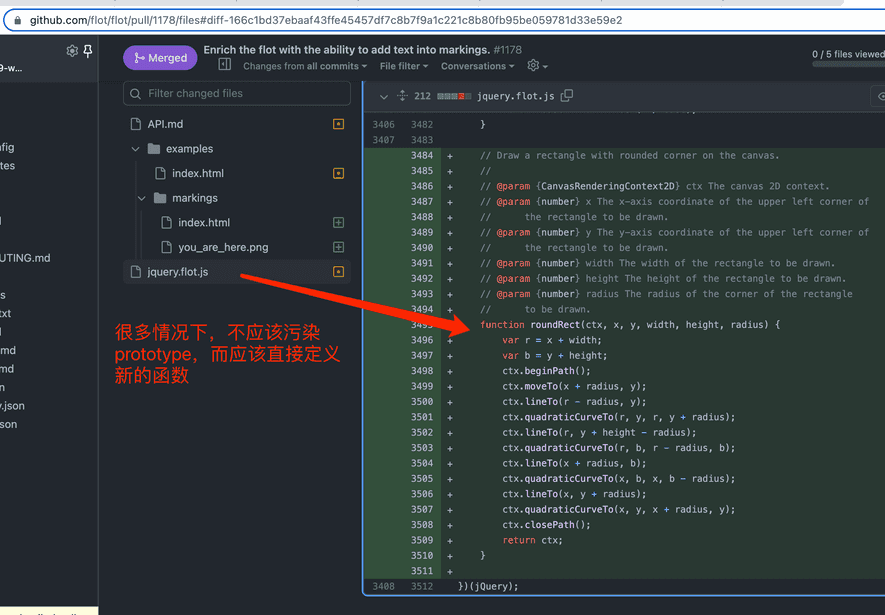 github.com/flot/flot/pull/1178/files#diff-166c1bd37ebaaf43ffe45457df7c8b7f9a1c221c8b80fb95be059781d33e59e2
Merged
Enrich the flot with the ability to add text into markings. #1178
Changes from all commits
File filter
Conversations
0 / 5 files viewed
9-w...
Filter changed files
API.md
examples
index.html
markings
index.html
you_are_here.png
jquery.flot.js
nfig
tes
UTING.md
s
txt
l
md
md
n
v.json
son
很多情况下，不应该污染
prototype，而应该直接定义
新的函数
212 jquery.flot.js
3406 3482 }
3407 3483
3484 + // Draw a rectangle with rounded corner on the canvas.
3485 + //
3486 + // @param {CanvasRenderingContext2D} ctx The canvas 2D context.
3487 + // @param {number} x The x-axis coordinate of the upper left corner of
3488 + // the rectangle to be drawn.
3489 + // @param {number} y The y-axis coordinate of the upper left corner of
3490 + // the rectangle to be drawn.
3491 + // @param {number} width The width of the rectangle to be drawn.
3492 + // @param {number} height The height of the rectangle to be drawn.
3493 + // @param {number} radius The radius of the corner of the rectangle
3494 + // to be drawn.
3495 function roundRect(ctx, x, y, width, height, radius) {
3496 + var r = x + width;
3497 + var b = y + height;
3498 + ctx.beginPath();
3499 + ctx.moveTo(x + radius, y);
3500 + ctx.lineTo(r - radius, y);
3501 + ctx.quadraticCurveTo(r, y, r, y + radius);
3502 + ctx.lineTo(r, y + height - radius);
3503 + ctx.quadraticCurveTo(r, b, r - radius, b);
3504 + ctx.lineTo(x + radius, b);
3505 + ctx.quadraticCurveTo(x, b, x, b - radius);
3506 + ctx.lineTo(x, y + radius);
3507 + ctx.quadraticCurveTo(x, y, x + radius, y);
3508 + ctx.closePath();
3509 + return ctx;
3510 + }
3511 +
3408 3512 })(jQuery);